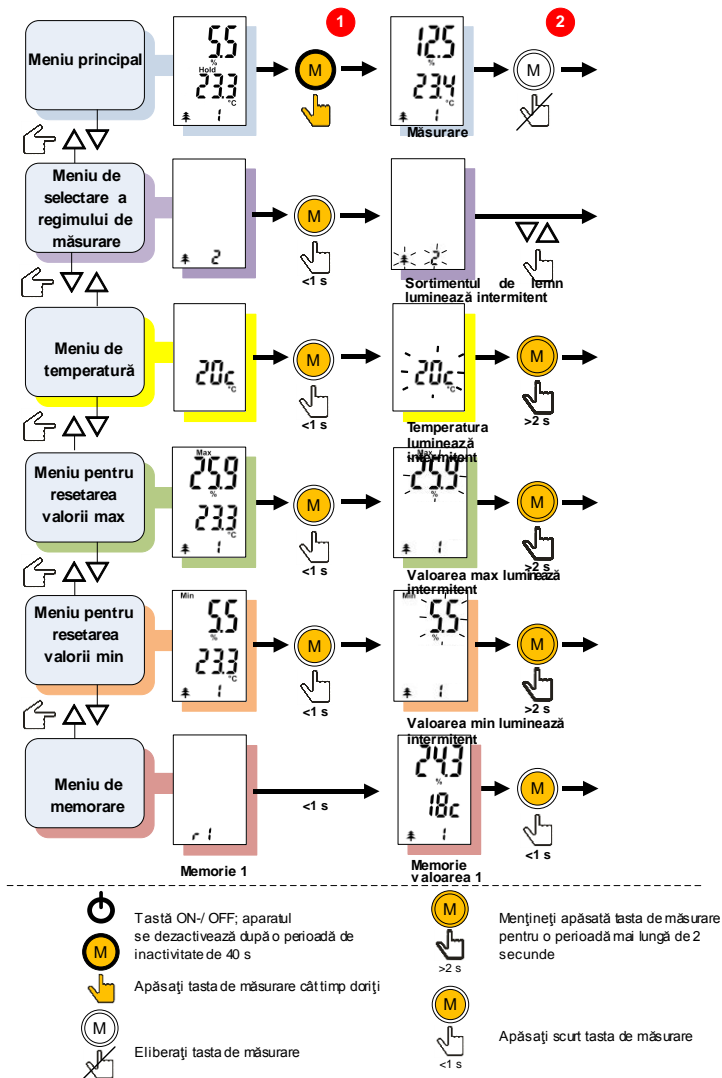 1
2
Meniu principal
5.5
%
Hold
23.3
°C
1
M
12.5
%
23.4
°C
1
Măsurare
M
Meniu de
selectare a
regimului de
măsurare
2
M
<1 s
2
Sortimentul de lemn
luminează intermitent
Meniu de
temperatură
20c
°C
M
<1 s
20c
°C
Temperatura
luminează
intermitent
M
>2 s
Meniu pentru
resetarea
valorii max
Max
25.9
%
23.3
°C
1
M
<1 s
Max
25.9
%
1
Valoarea max luminează
intermitent
M
>2 s
Meniu pentru
resetarea
valorii min
Min
5.5
%
23.3
°C
1
M
<1 s
Min
5.5
%
1
Valoarea min luminează
intermitent
M
>2 s
Meniu de
memorare
r 1
Memorie 1
<1 s
24.3
%
18c
1
Memorie
valoarea 1
M
<1 s
Tastă ON-/ OFF; aparatul
se dezactivează după o perioadă de
inactivitate de 40 s
M
Apăsați tasta de măsurare cât timp doriți
M
Eliberați tasta de măsurare
M
>2 s
Mențineți apăsată tasta de măsurare
pentru o perioadă mai lungă de 2
secunde
M
<1 s
Apăsați scurt tasta de măsurare